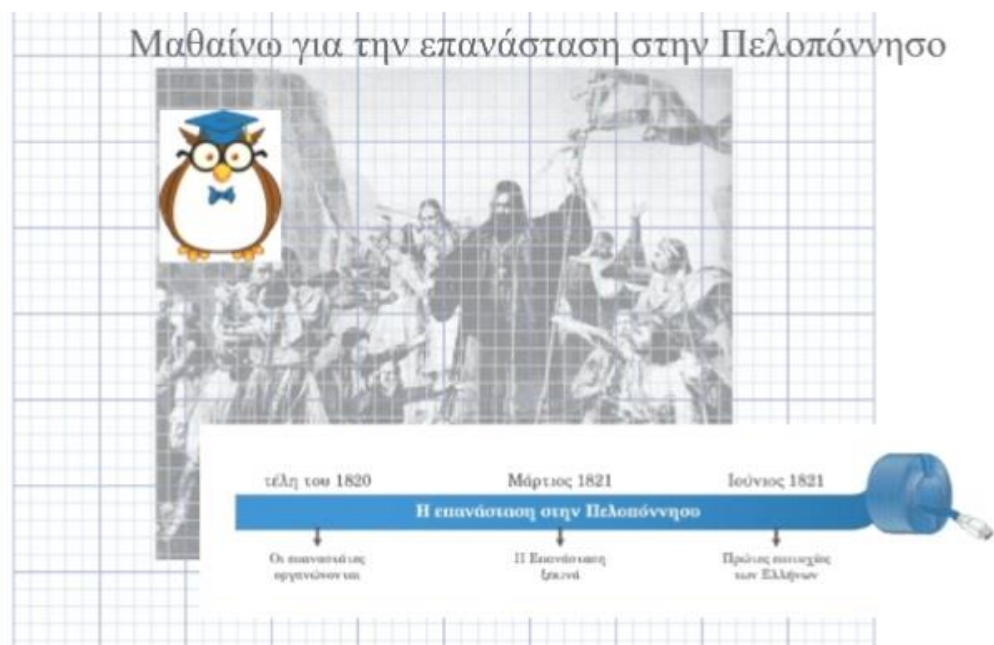 Μαθαίνω για την επανάσταση στην Πελοπόννησο
τέλη του 1820 Μάρτιος 1821 Ιούνιος 1821
Η επανάσταση στην Πελοπόννησο
Οι επαναστάτες Η Επανάσταση Πρώτες επιτυχίες
οργανώνονται ξεκινά των Ελλήνων